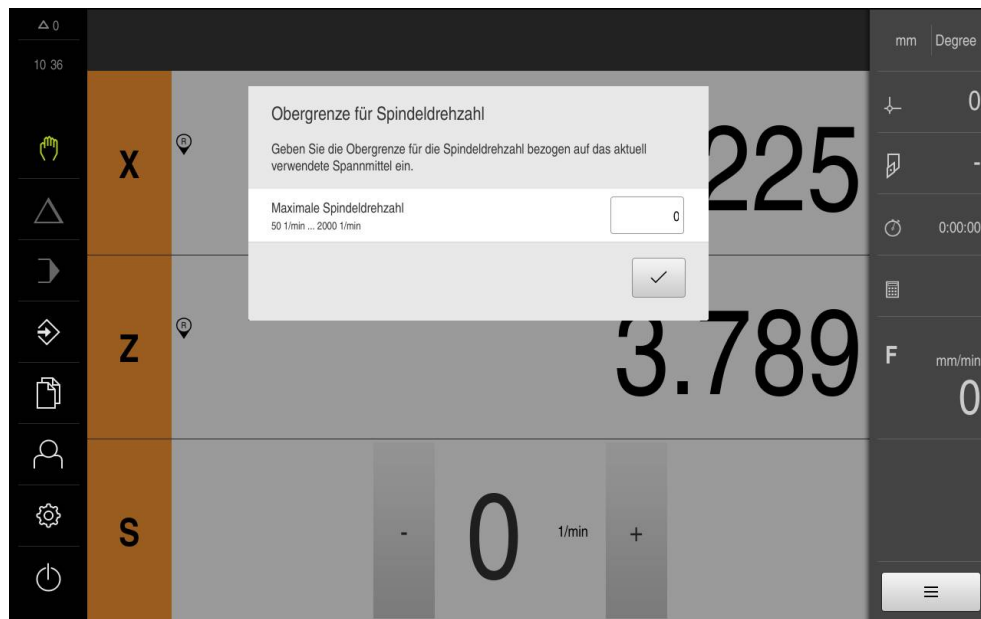 0
10 36
mm Degree
X
R
225
0
-
0:00:00
Obergrenze für Spindeldrehzahl
Geben Sie die Obergrenze für die Spindeldrehzahl bezogen auf das aktuell
verwendete Spannmittel ein.
Maximale Spindeldrehzahl
50 1/min ... 2000 1/min
0
Z
R
3.789
F mm/min
0
S
- 0 1/min +